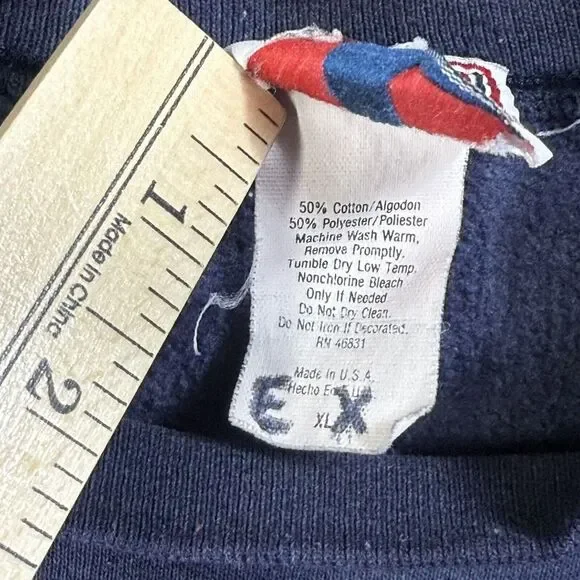 50% Cotton/Algodon
50% Polyester/Poliester
Machine Wash Warm,
Remove Promptly,
Tumble Dry Low Temp.
Nonchlorine Bleach
Only If Needed
Do Not Dry Clean.
Do Not Iron If Decorated.
RN 46831
Made in U.S.A.
Hecho
XL
E X
1
2
Made In China